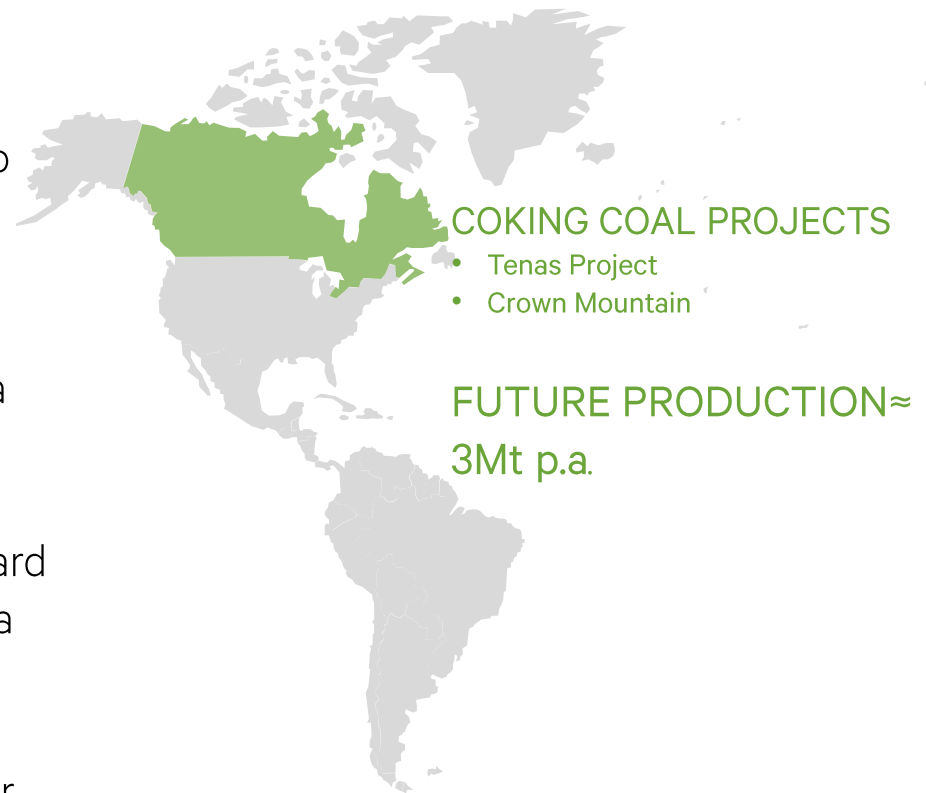 COKING COAL PROJECTS
• Tenas Project
• Crown Mountain
FUTURE PRODUCTION≈
3Mt p.a.